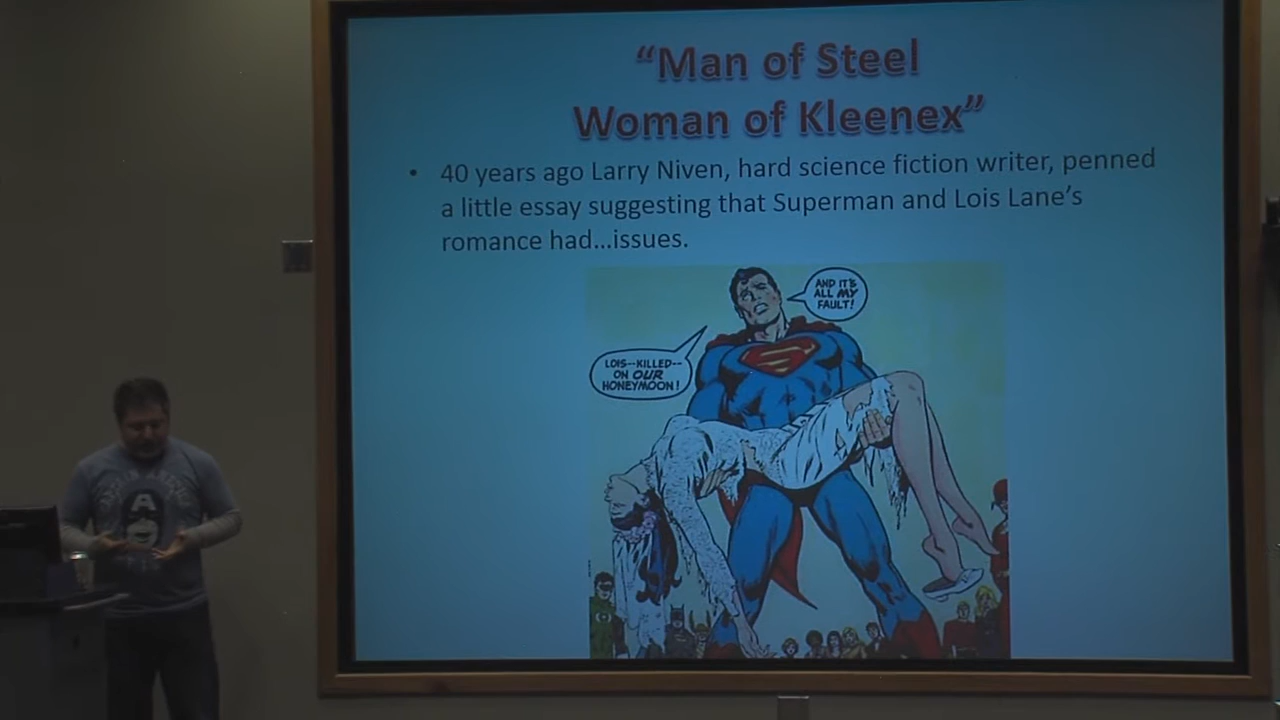 “Man of Steel
Woman of Kleenex”
• 40 years ago Larry Niven, hard science fiction writer, penned
a little essay suggesting that Superman and Lois Lane’s
romance had...issues.
AND IT'S
ALL MY
FAULT!
LOIS--KILLED--
ON OUR
HONEYMOON!
A